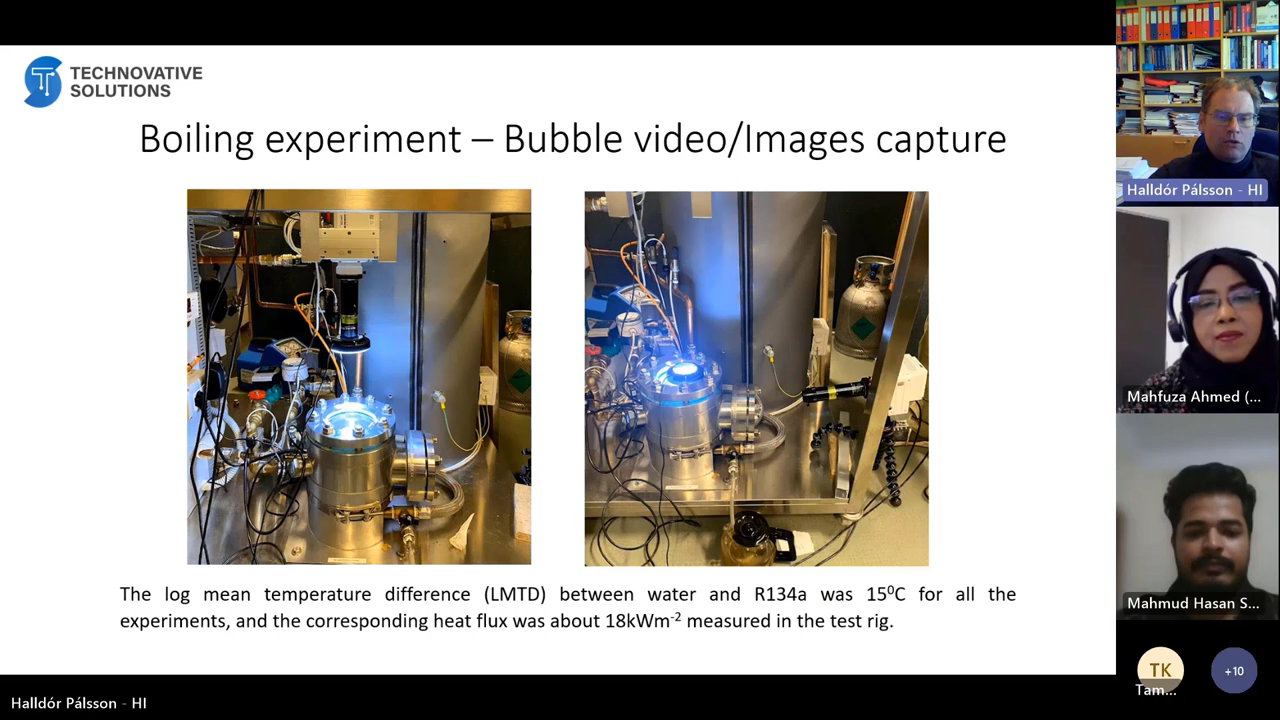 TECHNOVATIVE
SOLUTIONS
Boiling experiment – Bubble video/Images capture
The log mean temperature difference (LMTD) between water and R134a was 15⁰C for all the
experiments, and the corresponding heat flux was about 18kWm⁻² measured in the test rig.
Halldór Pálsson - HI
Mahfuza Ahmed (...
Mahmud Hasan S...
TK
Tam...
+10
Halldór Pálsson - HI